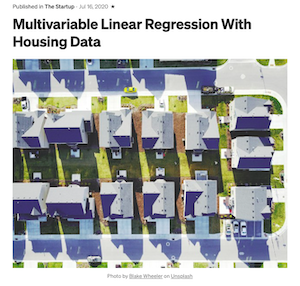 Published in The Startup · Jul 16, 2020 ★
Multivariable Linear Regression With
Housing Data
Photo by Blake Wheeler on Unsplash